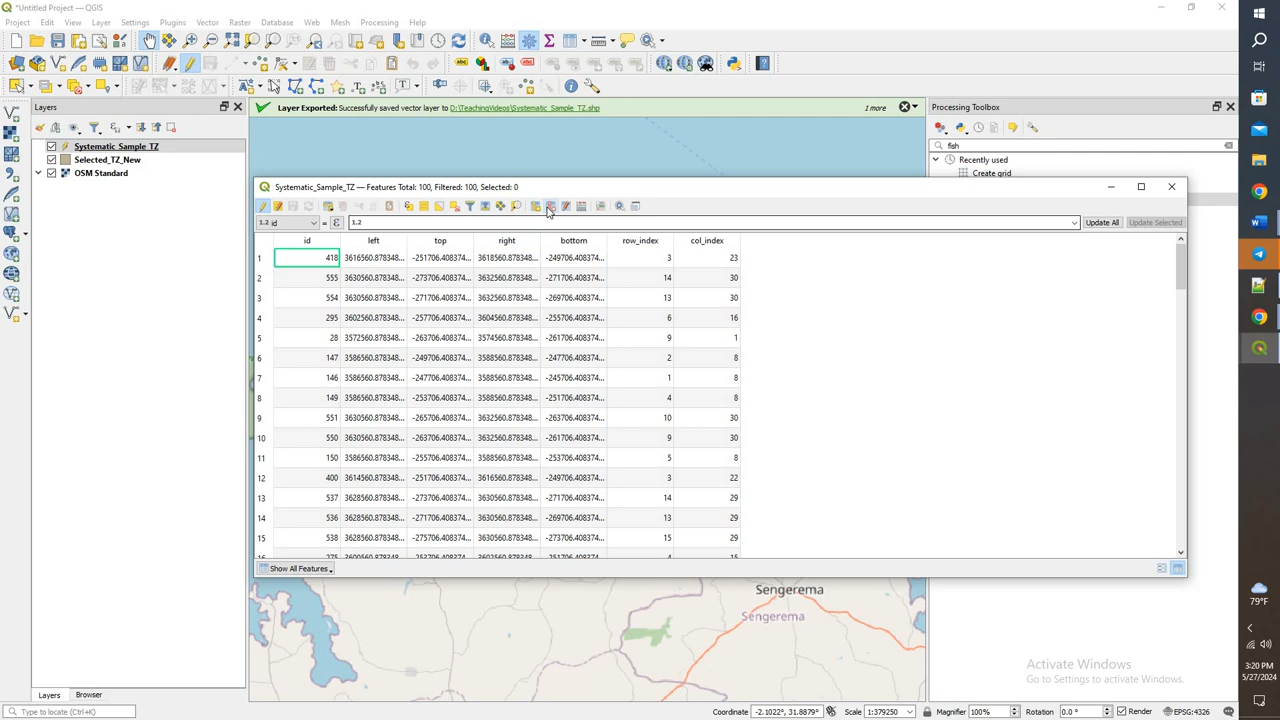 *Untitled Project — QGIS
Project Edit View Layer Settings Plugins Vector Raster Database Web Mesh Processing Help
Layers
Layer Exported: Successfully saved vector layer to D:\TeachingVideos\Systematic_Sample_TZ.shp
1 more
Processing Toolbox
Systematic_Sample_TZ
Selected_TZ_New
OSM Standard
fish
Recently used
Create grid
Systematic_Sample_TZ — Features Total: 100, Filtered: 100, Selected: 0
1.2 id = ε 1.2 Update All Update Selected
id left top right bottom row_index col_index
1 418 3616560.878348... -251706.408374... 3618560.878348... -249706.408374... 3 23
2 555 3630560.878348... -273706.408374... 3632560.878348... -271706.408374... 14 30
3 554 3630560.878348... -271706.408374... 3632560.878348... -269706.408374... 13 30
4 295 3602560.878348... -257706.408374... 3604560.878348... -255706.408374... 6 16
5 28 3572560.878348... -263706.408374... 3574560.878348... -261706.408374... 9 1
6 147 3586560.878348... -249706.408374... 3588560.878348... -247706.408374... 2 8
7 146 3586560.878348... -247706.408374... 3588560.878348... -245706.408374... 1 8
8 149 3586560.878348... -253706.408374... 3588560.878348... -251706.408374... 4 8
9 551 3630560.878348... -265706.408374... 3632560.878348... -263706.408374... 10 30
10 550 3630560.878348... -263706.408374... 3632560.878348... -261706.408374... 9 30
11 150 3586560.878348... -255706.408374... 3588560.878348... -253706.408374... 5 8
12 400 3614560.878348... -251706.408374... 3616560.878348... -249706.408374... 3 22
13 537 3628560.878348... -273706.408374... 3630560.878348... -271706.408374... 14 29
14 536 3628560.878348... -271706.408374... 3630560.878348... -269706.408374... 13 29
15 538 3628560.878348... -275706.408374... 3630560.878348... -273706.408374... 15 29
16 275 3600560.878348... -253706.408374... 3602560.878348... -251706.408374... 4 15
Show All Features
Sengerema
Sengerema
79°F
Activate Windows
Go to Settings to activate Windows.
3:20 PM
5/27/2024
Layers Browser
Type to locate (Ctrl+K)
Coordinate -2.1022°, 31.8879° Scale 1:379250 Magnifier 100% Rotation 0.0 ° Render EPSG:4326